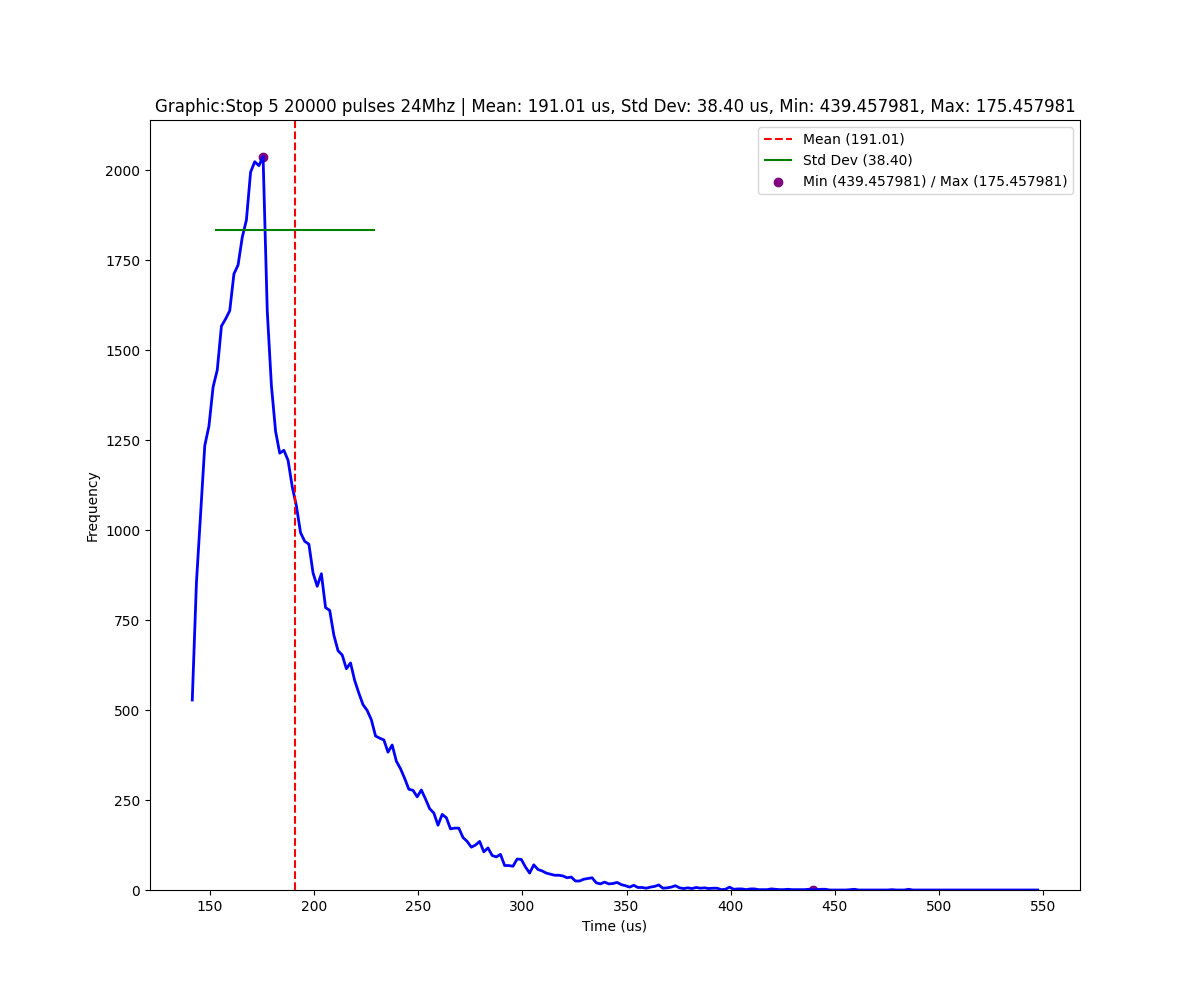 Graphic:Stop 5 20000 pulses 24Mhz | Mean: 191.01 us, Std Dev: 38.40 us, Min: 439.457981, Max: 175.457981
Mean (191.01)
Std Dev (38.40)
Min (439.457981) / Max (175.457981)
2000
1750
1500
1250
1000
750
500
250
0
Frequency
150 200 250 300 350 400 450 500 550
Time (us)